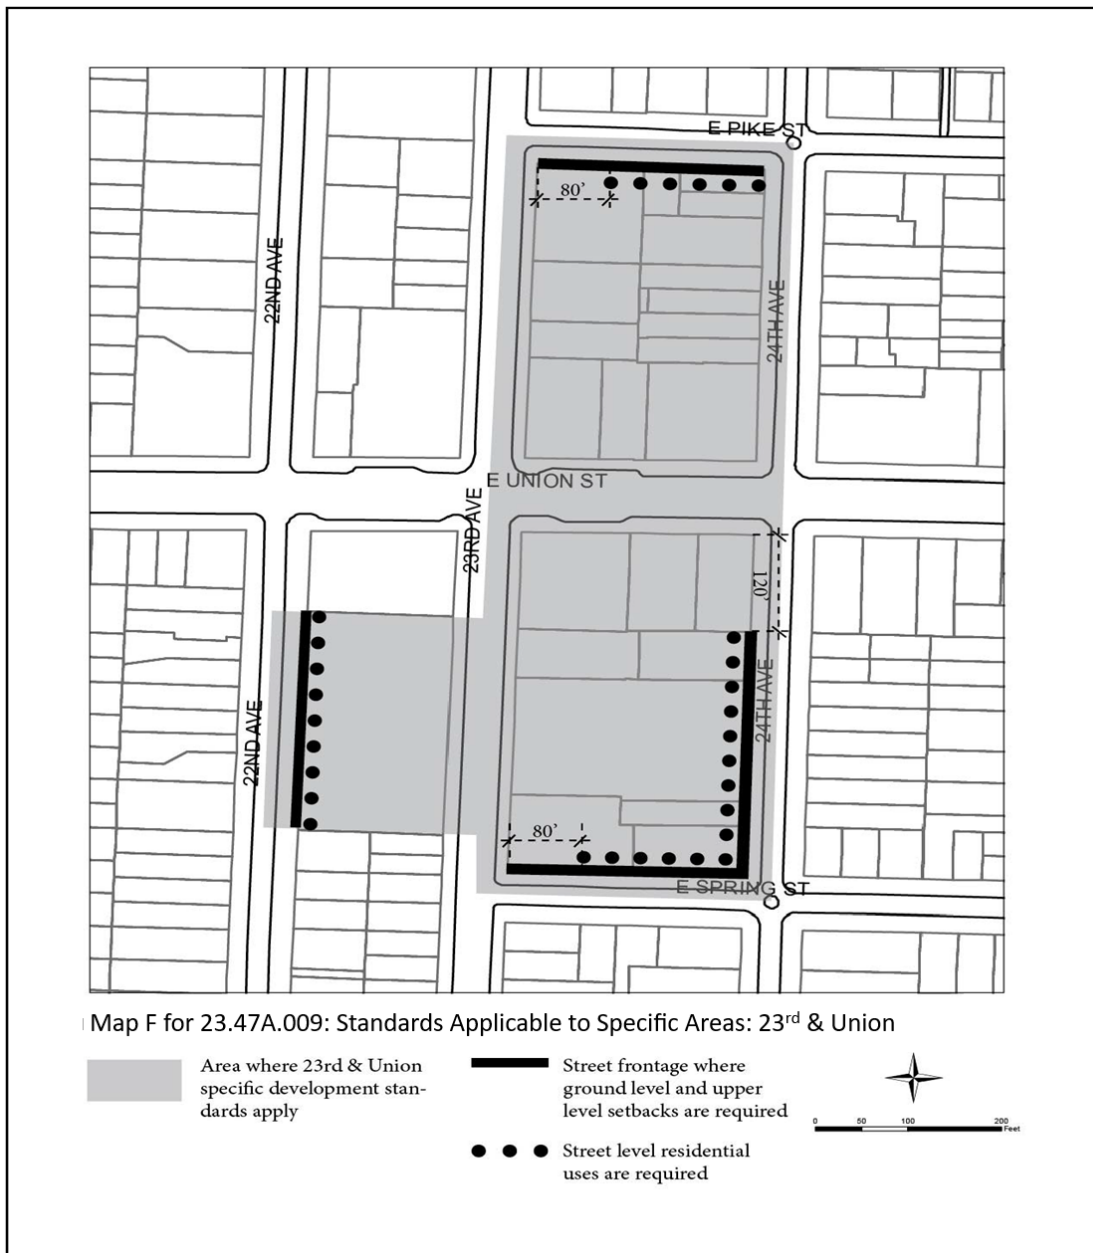 E PIKE ST
80’
22ND AVE
24TH AVE
E UNION ST
23RD AVE
120’
24TH AVE
22ND AVE
80’
E SPRING ST
Map F for 23.47A.009: Standards Applicable to Specific Areas: 23rd & Union
Area where 23rd & Union
specific development stan-
dards apply
Street frontage where
ground level and upper
level setbacks are required
Street level residential
uses are required
0 50 100 200
Feet